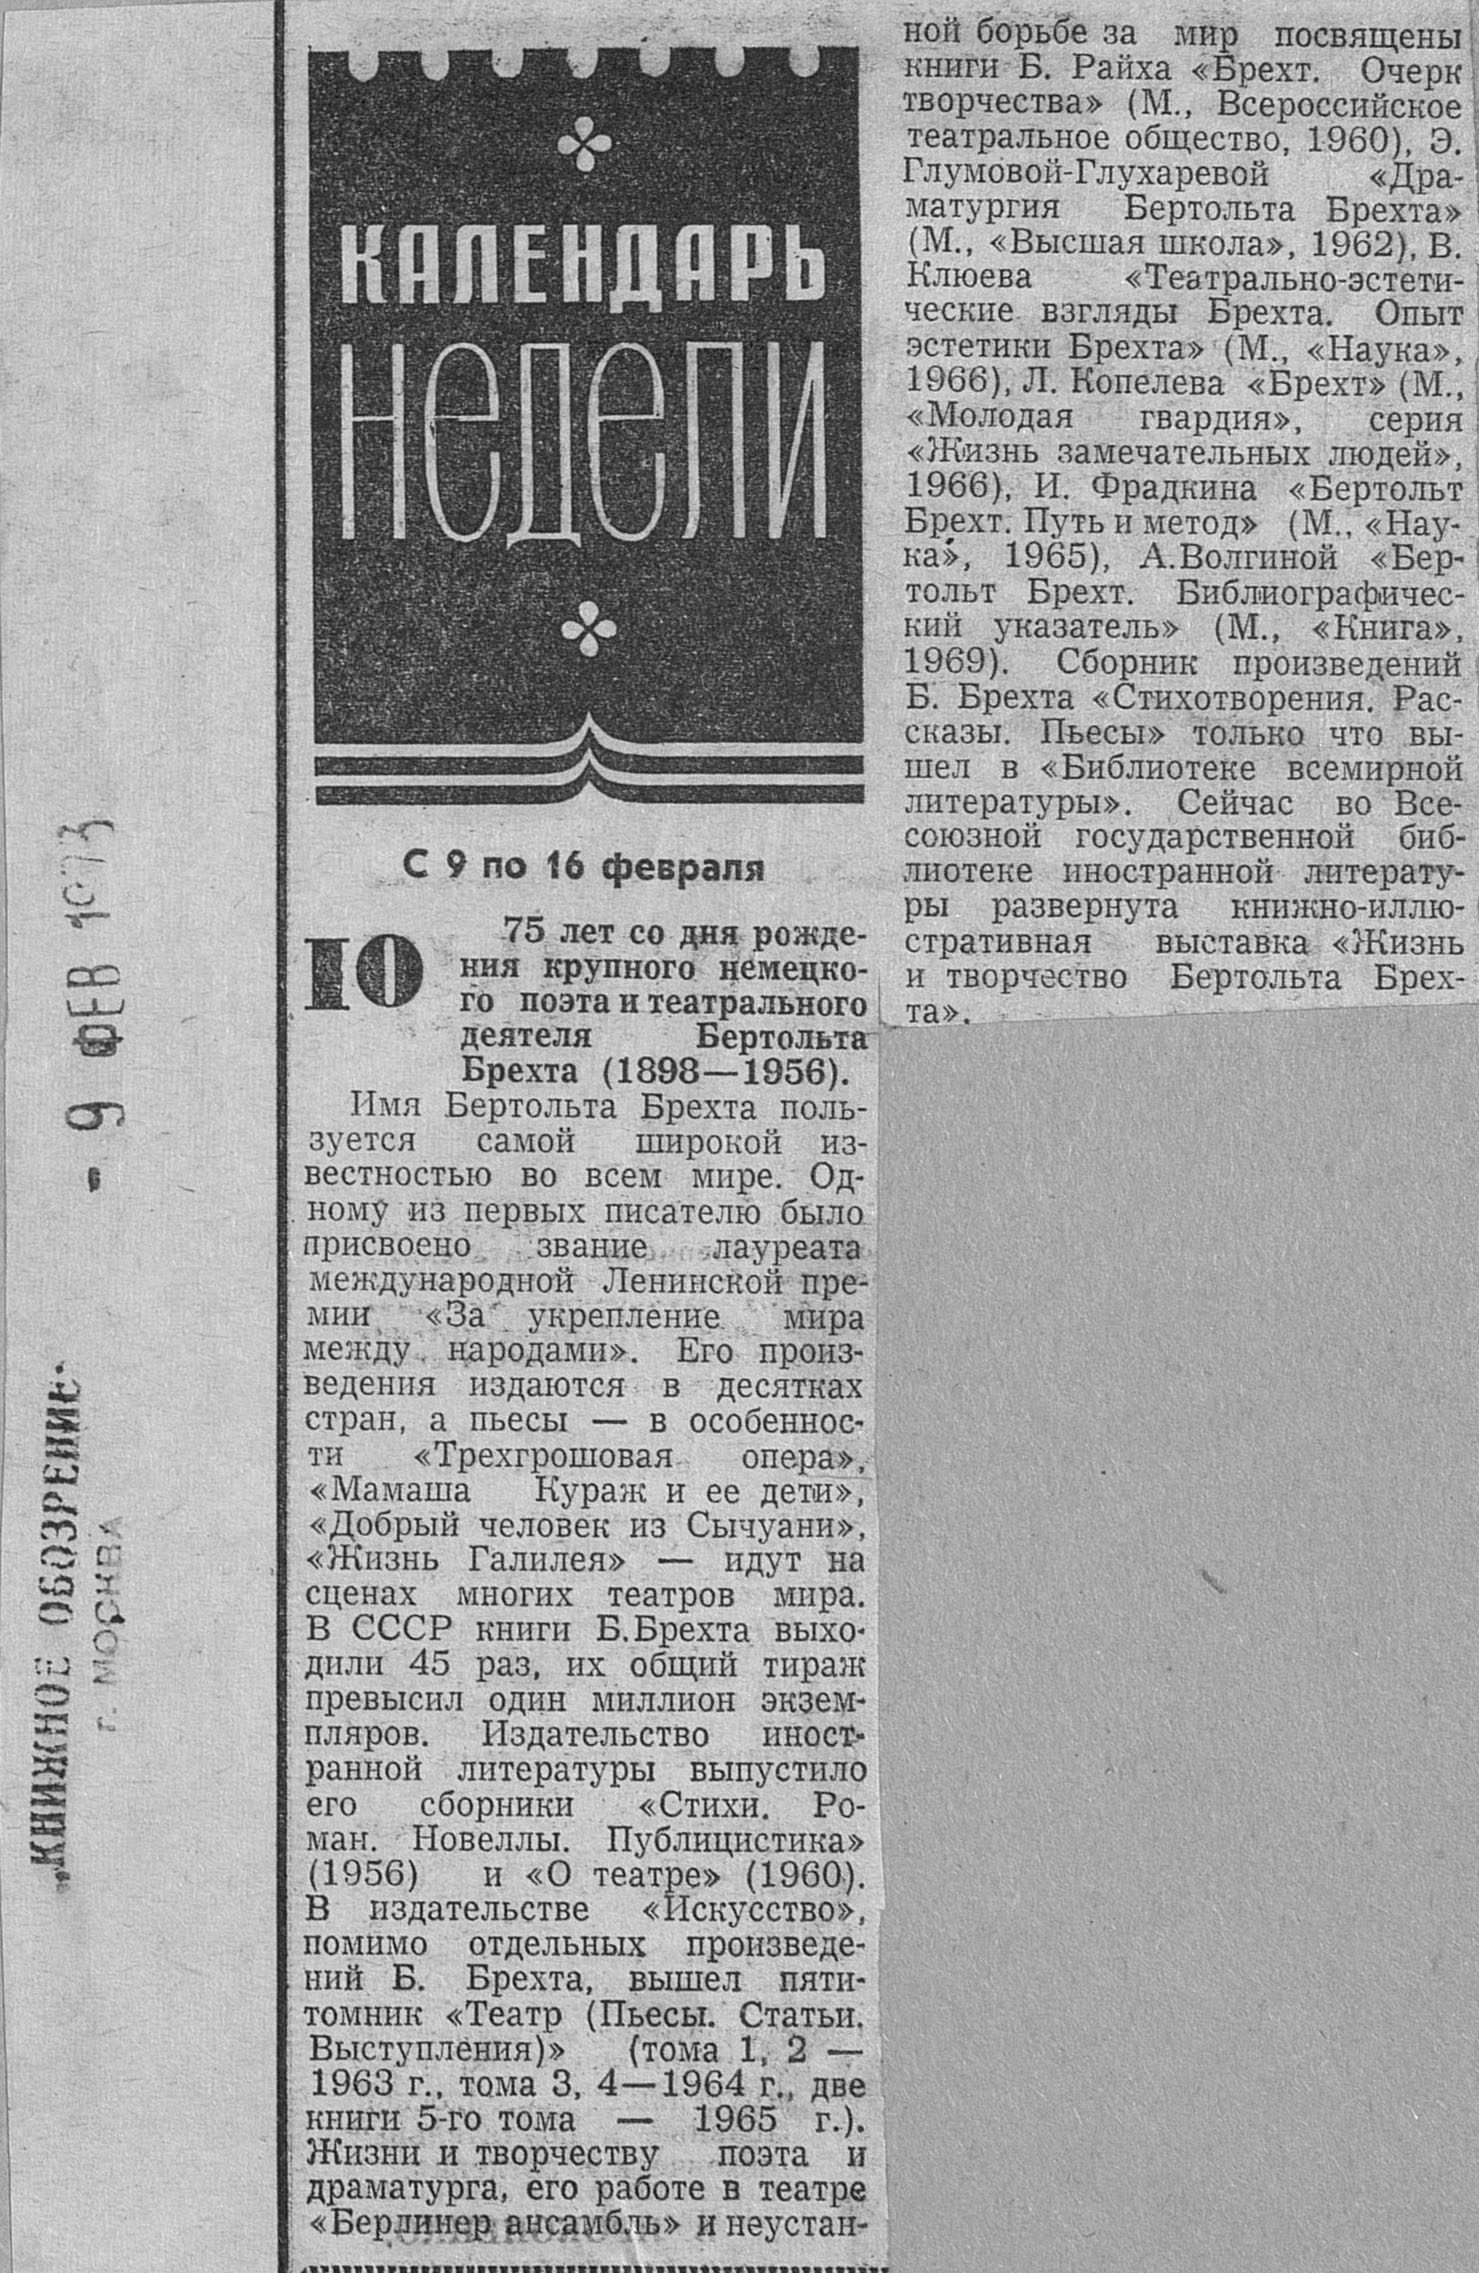 - 9 ФЕВ 1973
„КНИЖНОЕ ОБОЗРЕНИЕ"
г. МОСКВА
КАЛЕНДАРЬ
НЕДЕЛИ
С 9 по 16 февраля
10
75 лет со дня рожде-
ния крупного немецко-
го поэта и театрального
деятеля Бертольта
Брехта (1898—1956).
Имя Бертольта Брехта поль-
зуется самой широкой из-
вестностью во всем мире. Од-
ному из первых писателю было
присвоено звание лауреата
международной Ленинской пре-
мии «За укрепление мира
между народами». Его произ-
ведения издаются в десятках
стран, а пьесы — в особеннос-
ти «Трехгрошовая опера»,
«Мамаша Кураж и ее дети»,
«Добрый человек из Сычуани»,
«Жизнь Галилея» — идут на
сценах многих театров мира.
В СССР книги Б.Брехта выхо-
дили 45 раз, их общий тираж
превысил один миллион экзем-
пляров. Издательство иност-
ранной литературы выпустило
его сборники «Стихи. Ро-
ман. Новеллы. Публицистика»
(1956) и «О театре» (1960).
В издательстве «Искусство»,
помимо отдельных произведе-
ний Б. Брехта, вышел пяти-
томник «Театр (Пьесы. Статьи.
Выступления)» (тома 1, 2 —
1963 г., тома 3, 4—1964 г., две
книги 5-го тома — 1965 г.).
Жизни и творчеству поэта и
драматурга, его работе в театре
«Берлинер ансамбль» и неустан-
ной борьбе за мир посвящены
книги Б. Райха «Брехт. Очерк
творчества» (М., Всероссийское
театральное общество, 1960), Э.
Глумовой-Глухаревой «Дра-
матургия Бертольта Брехта»
(М., «Высшая школа», 1962), В.
Клюева «Театрально-эстети-
ческие взгляды Брехта. Опыт
эстетики Брехта» (М., «Наука»,
1966), Л. Копелева «Брехт» (М.,
«Молодая гвардия», серия
«Жизнь замечательных людей»,
1966), И. Фрадкина «Бертольт
Брехт. Путь и метод» (М., «Нау-
ка», 1965), А.Волгиной «Бер-
тольт Брехт. Библиографичес-
кий указатель» (М., «Книга»,
1969). Сборник произведений
Б. Брехта «Стихотворения. Рас-
сказы. Пьесы» только что вы-
шел в «Библиотеке всемирной
литературы». Сейчас во Все-
союзной государственной биб-
лиотеке иностранной литерату-
ры развернута книжно-иллю-
стративная выставка «Жизнь
и творчество Бертольта Брех-
та».